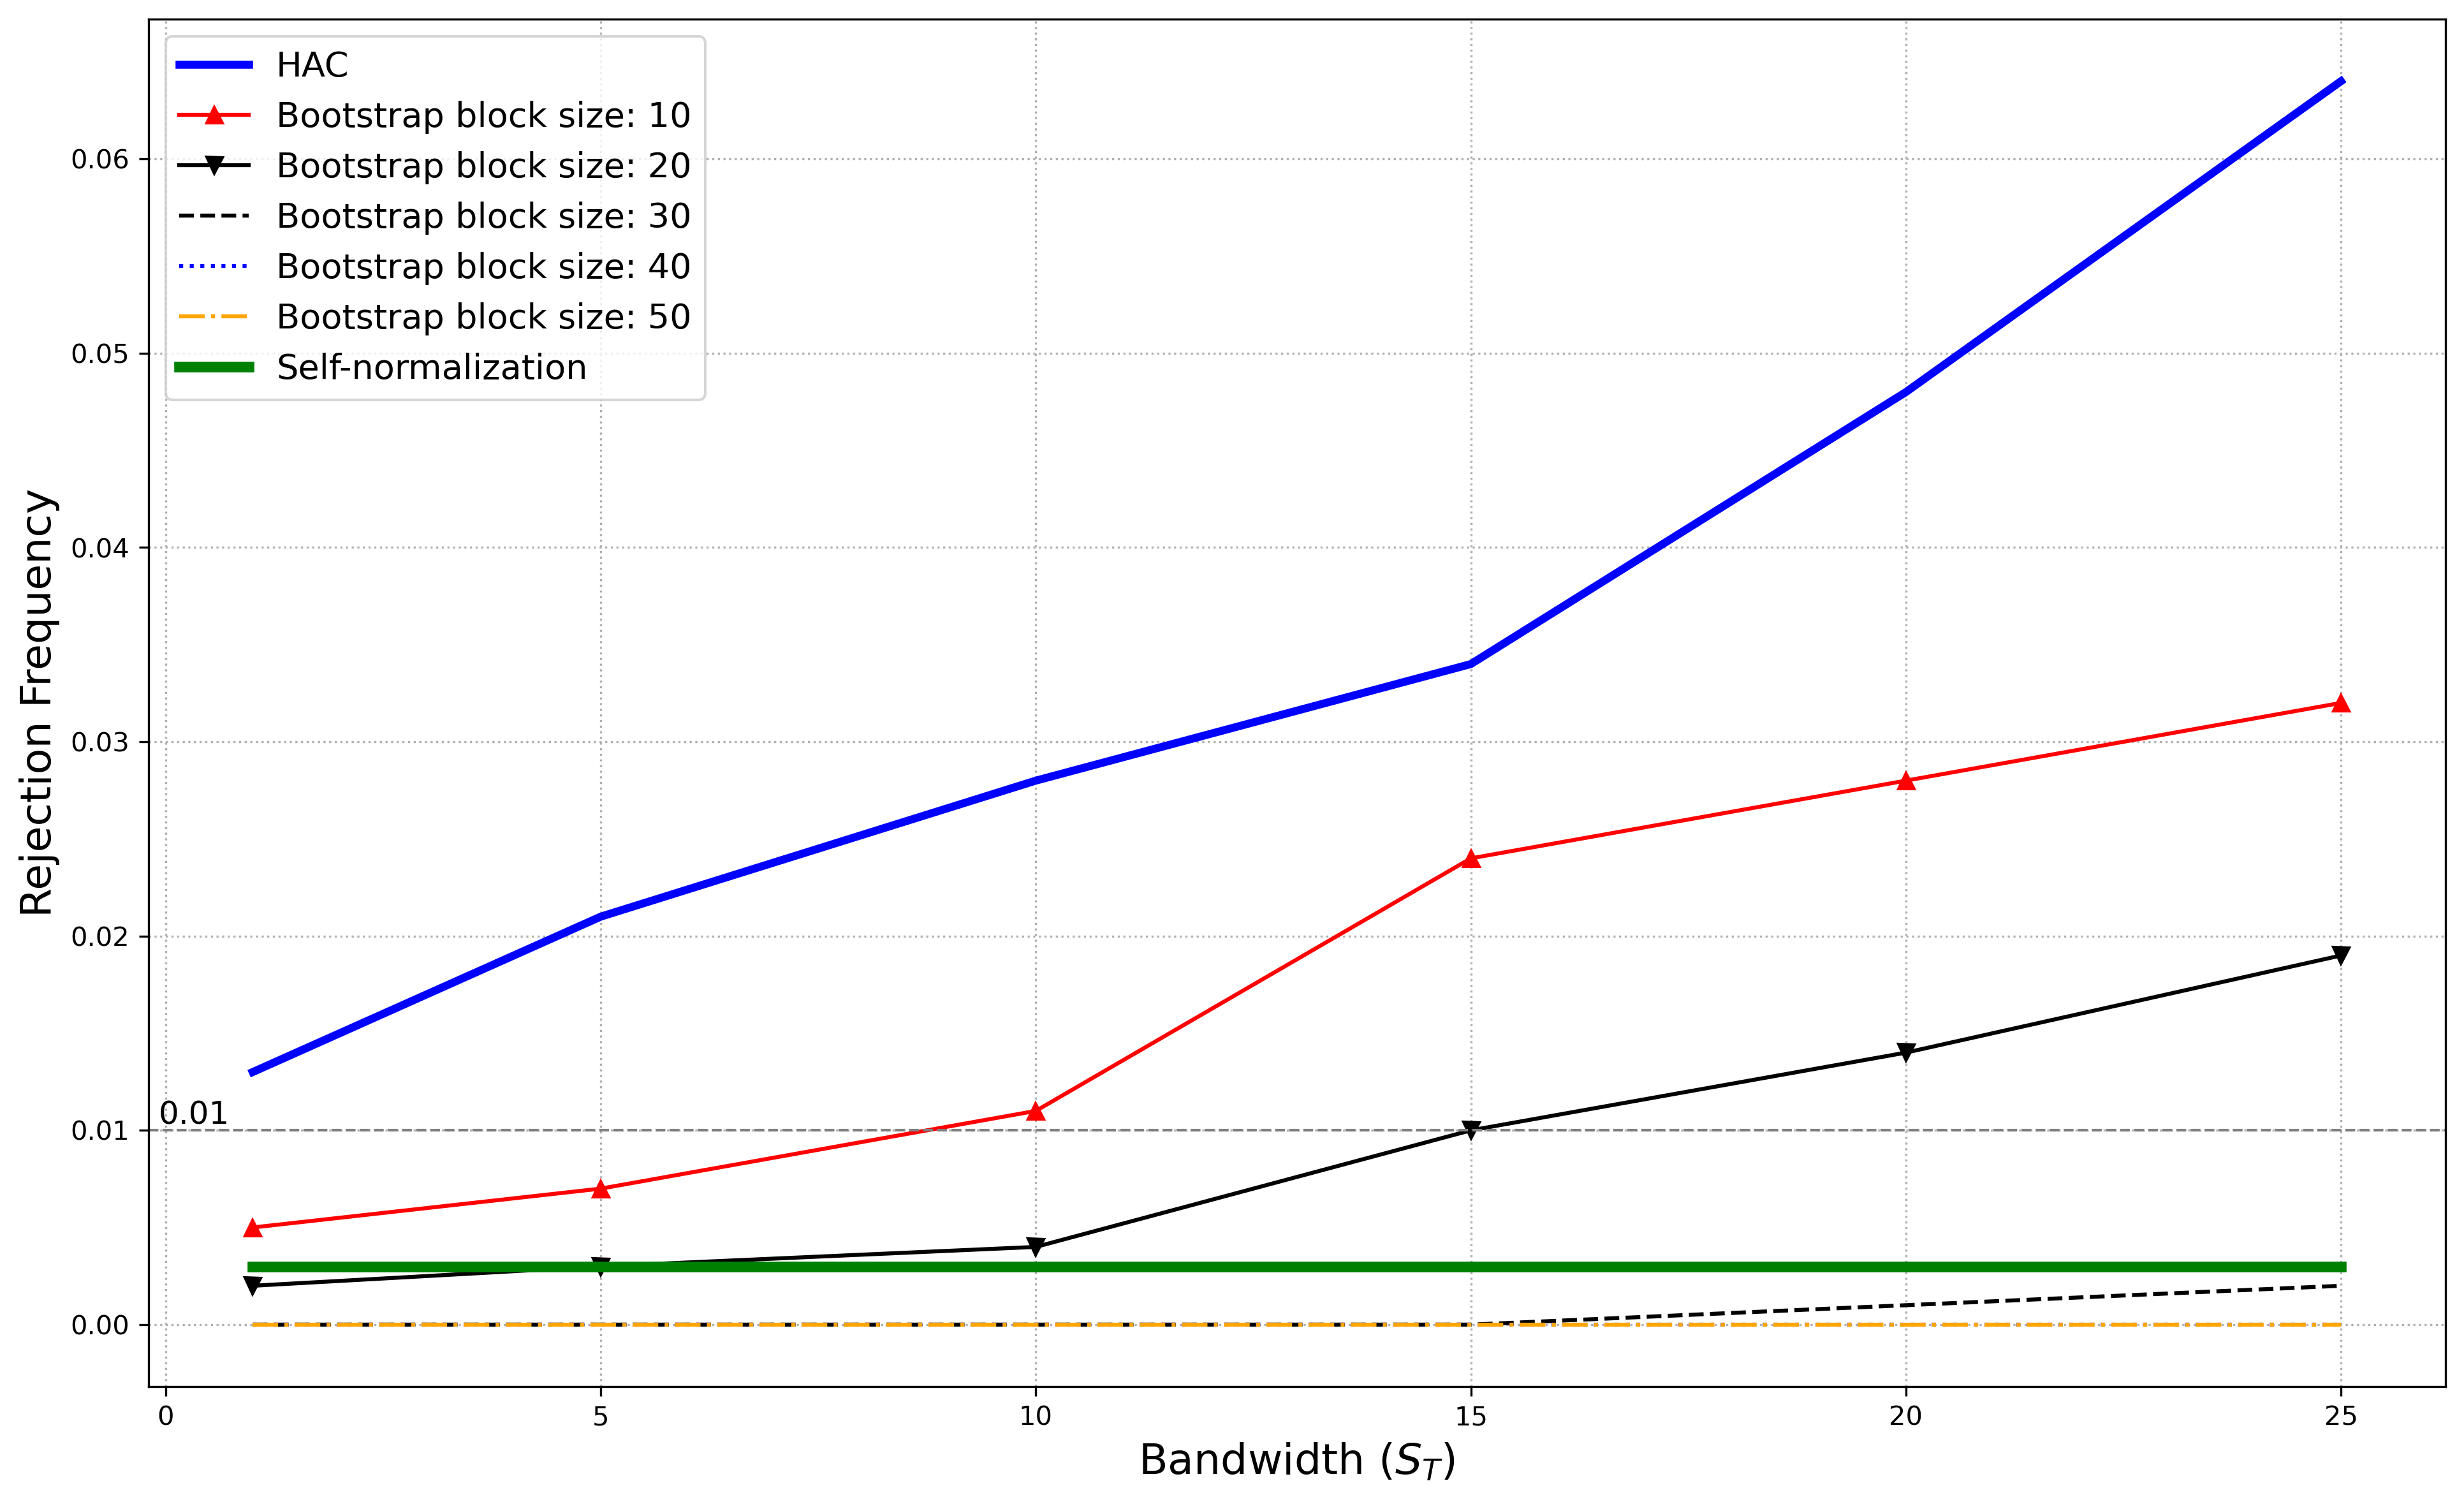 HAC
Bootstrap block size: 10
Bootstrap block size: 20
Bootstrap block size: 30
Bootstrap block size: 40
Bootstrap block size: 50
Self-normalization
Rejection Frequency
0.06
0.05
0.04
0.03
0.02
0.01
0.01
0.00
0 5 10 15 20 25
Bandwidth (S_T)